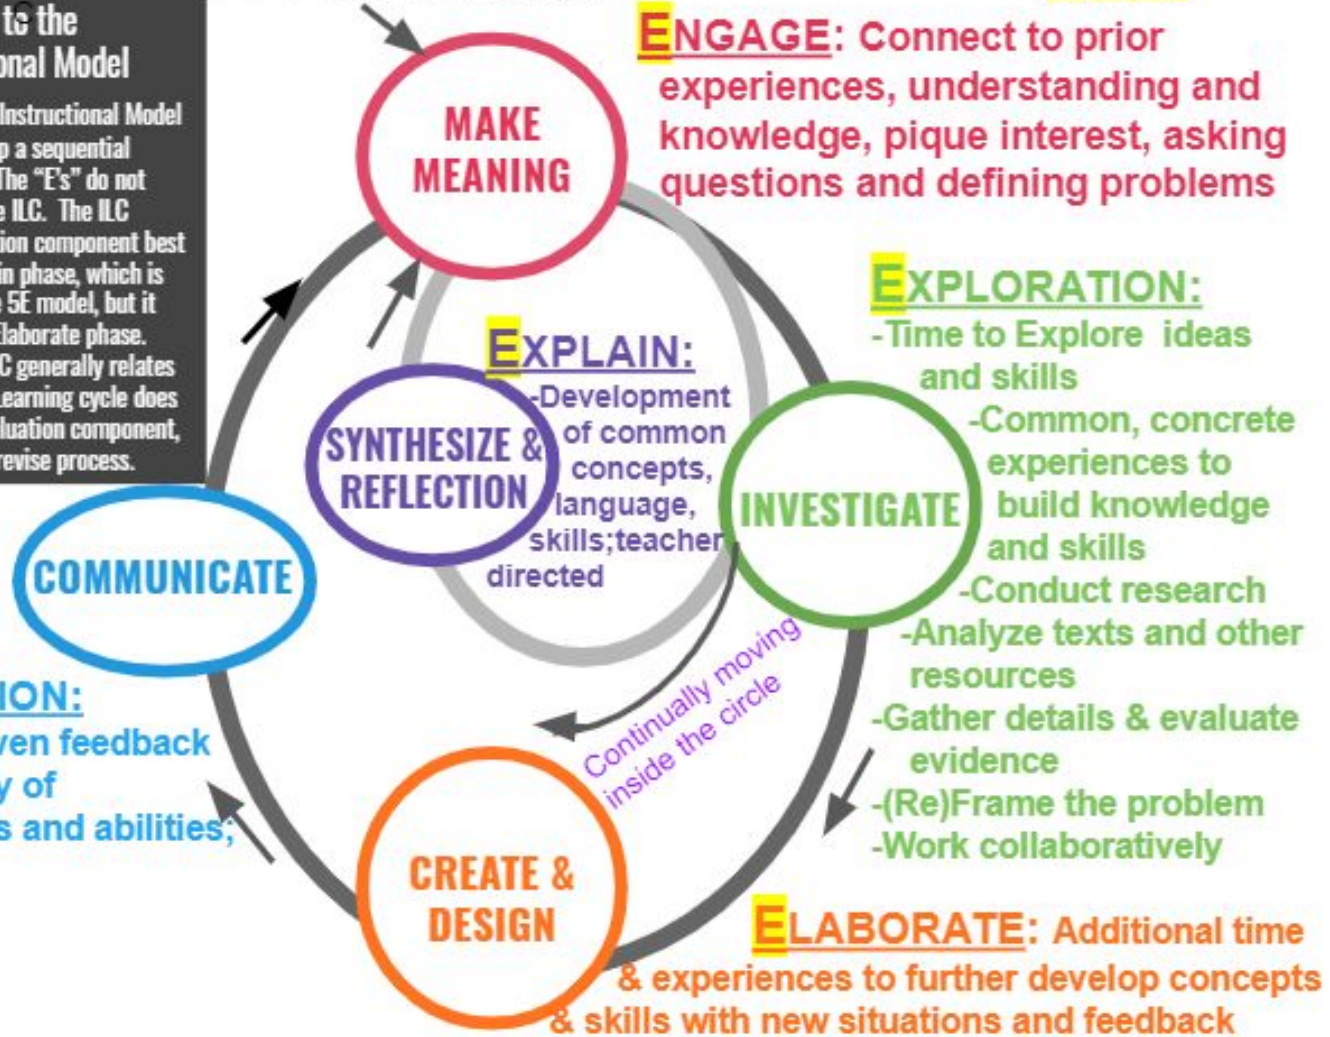 to the
onal Model
Instructional Model
p a sequential
The “E's” do not
e ILC. The ILC
tion component best
in phase, which is
e 5E model, but it
Elaborate phase.
C generally relates
Learning cycle does
luation component,
revise process.
MAKE
MEANING
ENGAGE: Connect to prior
experiences, understanding and
knowledge, pique interest, asking
questions and defining problems
EXPLORATION:
-Time to Explore ideas
and skills
-Common, concrete
experiences to
build knowledge
and skills
-Conduct research
-Analyze texts and other
resources
-Gather details & evaluate
evidence
-(Re)Frame the problem
-Work collaboratively
EXPLAIN:
-Development
of common
concepts,
language,
skills;teacher
directed
SYNTHESIZE &
REFLECTION
INVESTIGATE
COMMUNICATE
Continually moving
inside the circle
ION:
ven feedback
y of
s and abilities;
CREATE &
DESIGN
ELABORATE: Additional time
& experiences to further develop concepts
& skills with new situations and feedback